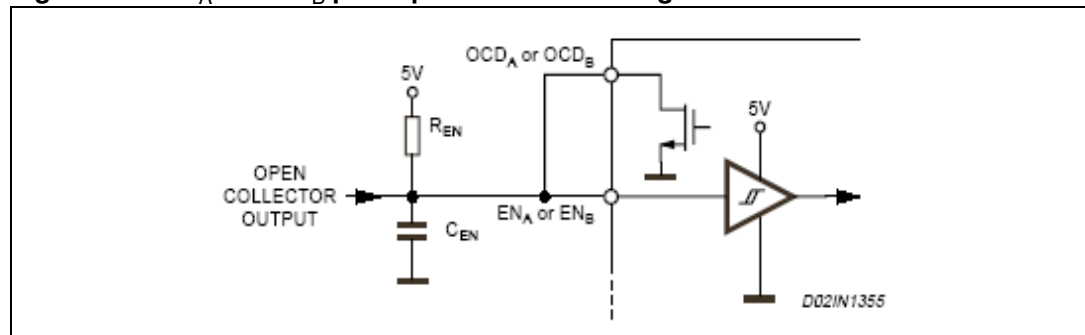 OCDA or OCDB
5V
REN
5V
OPEN
COLLECTOR
OUTPUT
ENA or ENB
CEN
D02IN1355